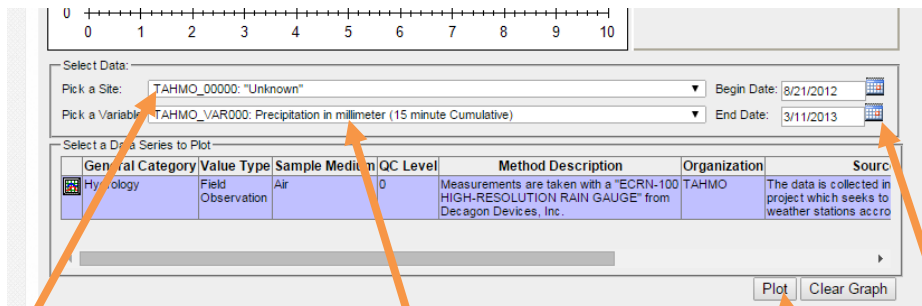 0
0 1 2 3 4 5 6 7 8 9 10
Select Data:
Pick a Site: TAHMO_00000: "Unknown" Begin Date: 8/21/2012
Pick a Variable TAHMO_VAR000: Precipitation in millimeter (15 minute Cumulative) End Date: 3/11/2013
Select a Data Series to Plot
General Category Value Type Sample Medium QC Level Method Description Organization Sourc
Hydrology Field Air 0 Measurements are taken with a "ECRN-100 TAHMO The data is collected in
Observation HIGH-RESOLUTION RAIN GAUGE" from project which seeks to
Decagon Devices, Inc. weather stations accro
Plot Clear Graph